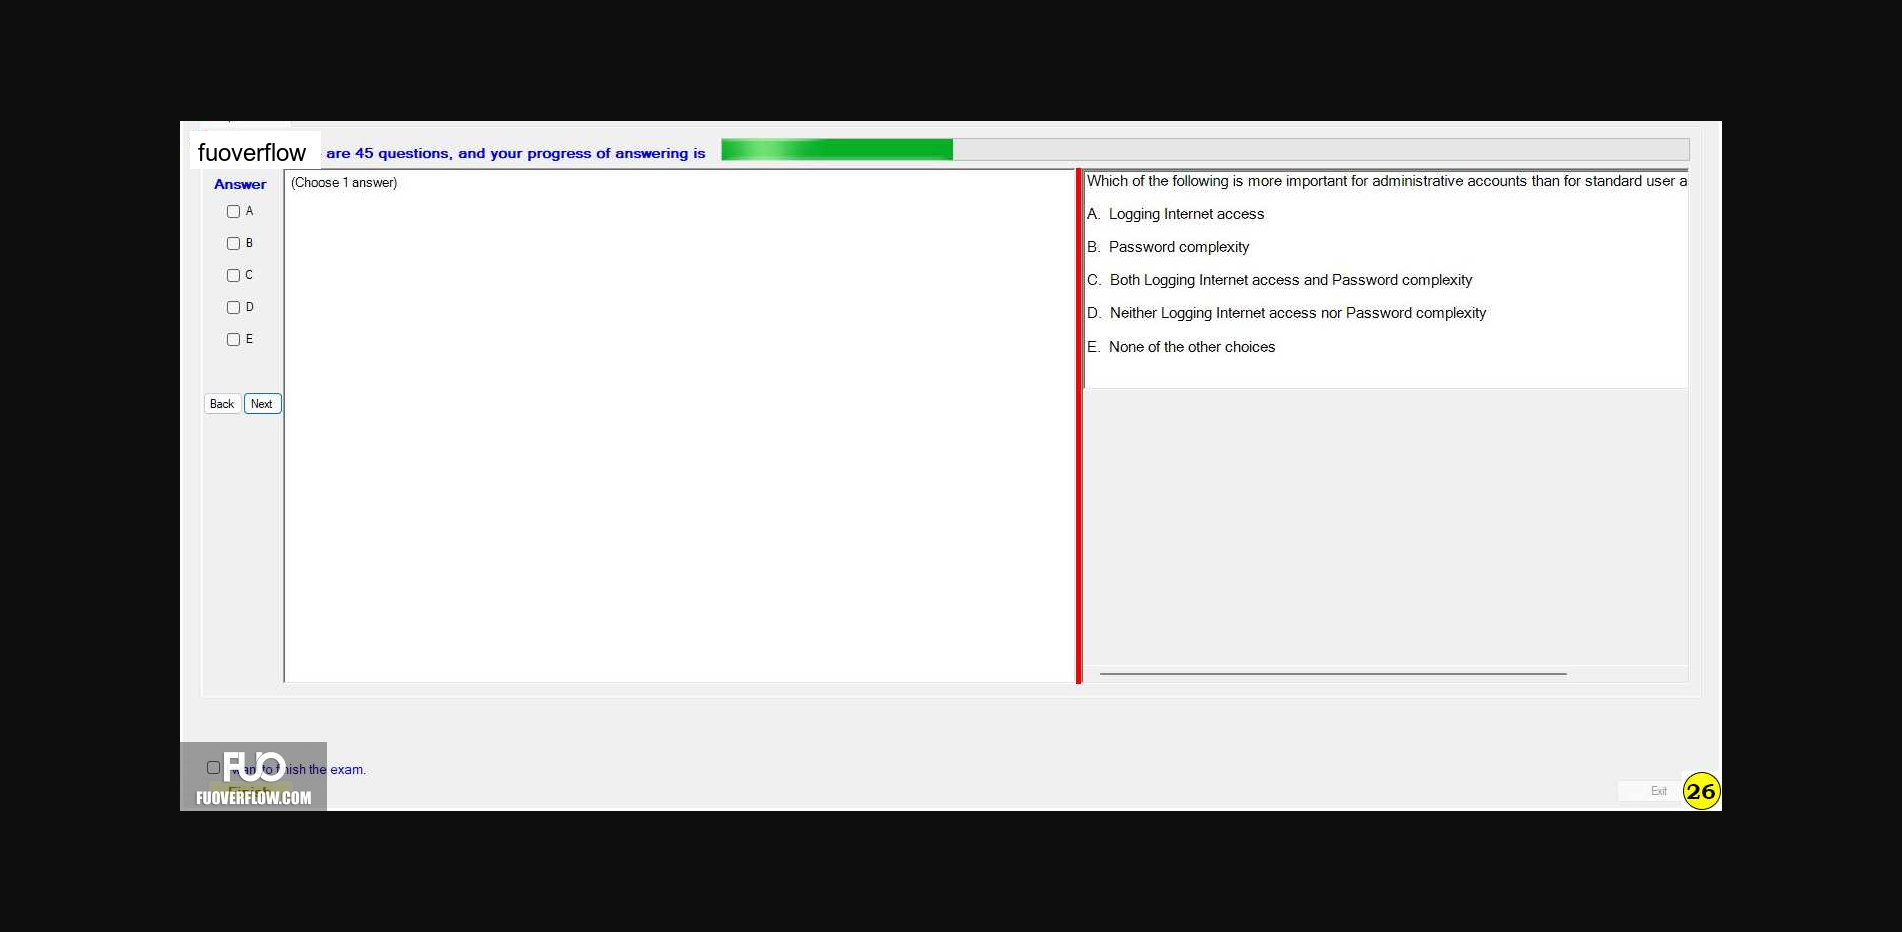 fuoverflow are 45 questions, and your progress of answering is
Answer
(Choose 1 answer)
A
B
C
D
E
Back Next
Which of the following is more important for administrative accounts than for standard user a
A. Logging Internet access
B. Password complexity
C. Both Logging Internet access and Password complexity
D. Neither Logging Internet access nor Password complexity
E. None of the other choices
to finish the exam.
Finish
FUO
FUOVERFLOW.COM
Exit
26